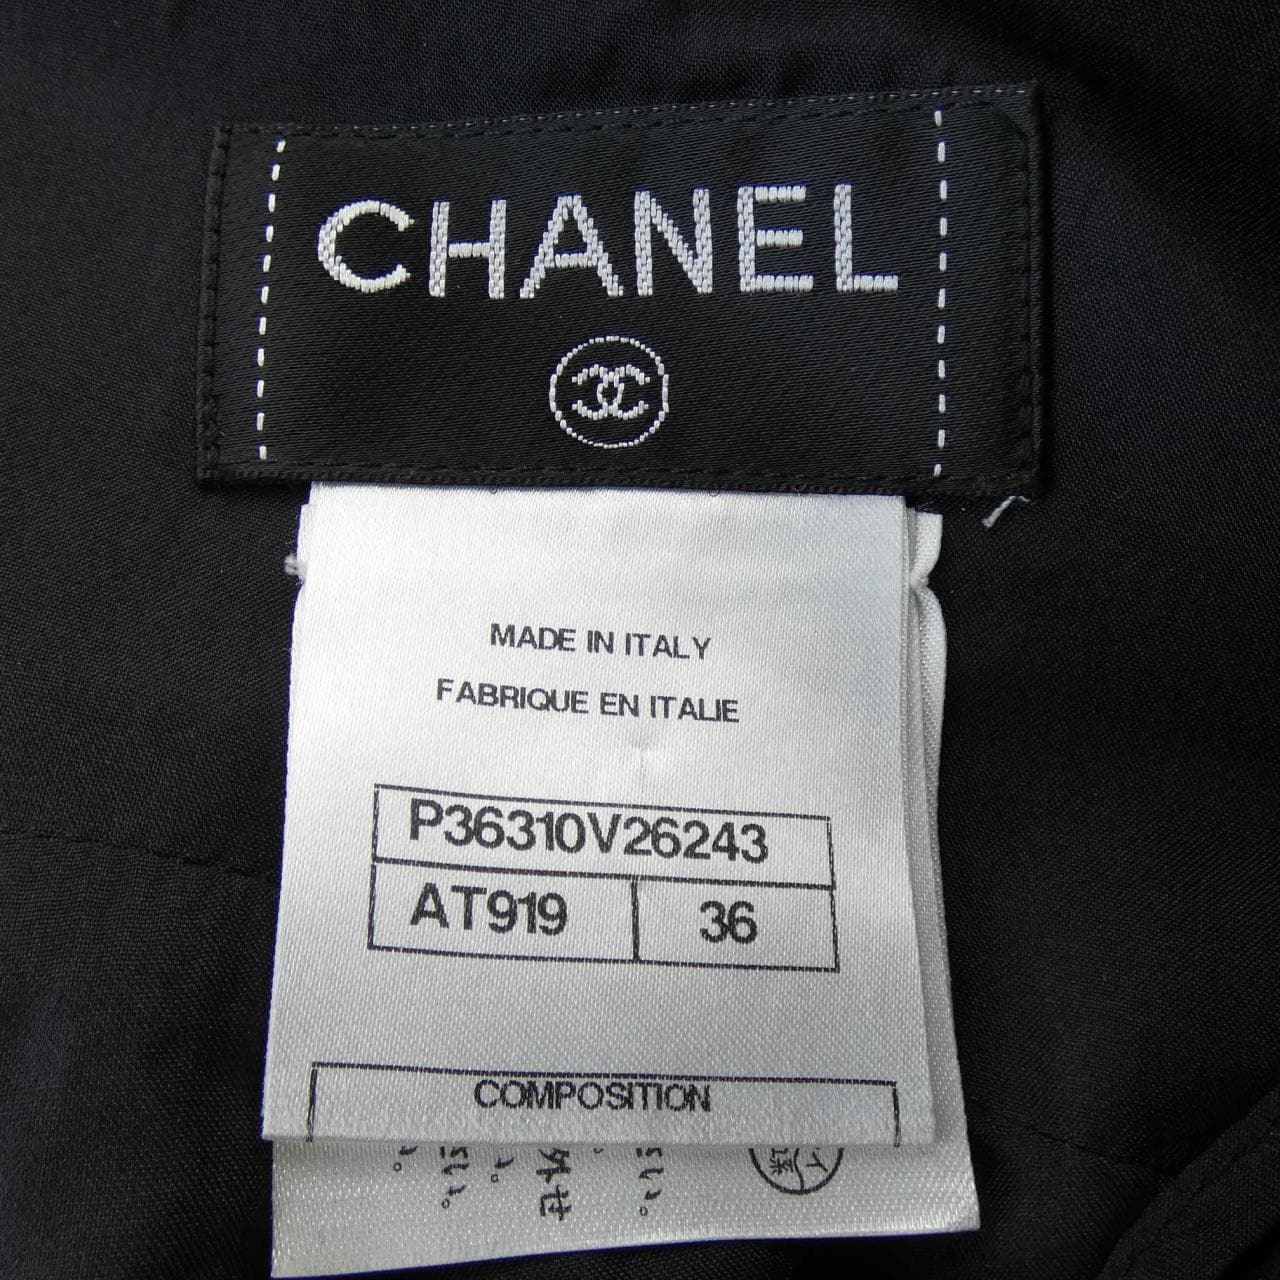 CHANEL
MADE IN ITALY
FABRIQUE EN ITALIE
P36310V26243
AT919 36
COMPOSITION